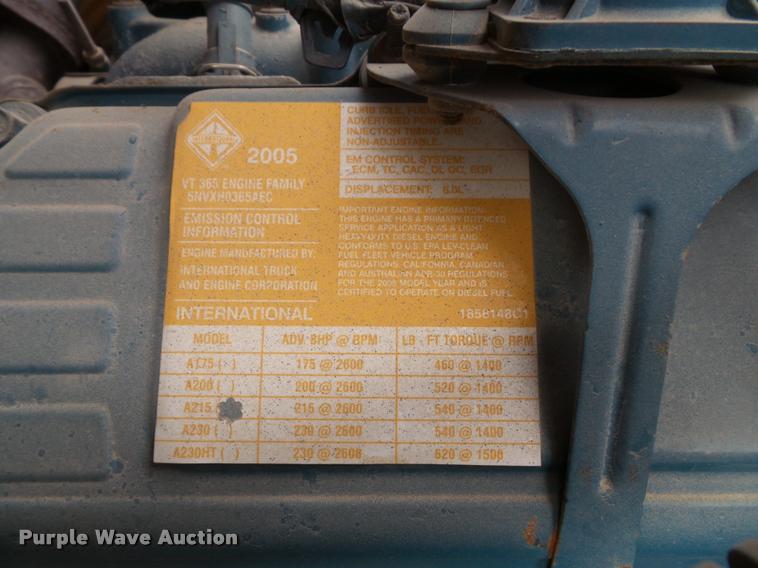 INTERNATIONAL
2005
VT 365 ENGINE FAMILY
5NVXH0365AEC
EMISSION CONTROL
INFORMATION
ENGINE MANUFACTURED BY:
INTERNATIONAL TRUCK
AND ENGINE CORPORATION
INTERNATIONAL
CURB IDLE, FUEL
ADVERTISED POWER AND
INJECTION TIMING ARE
NON-ADJUSTABLE.
EM CONTROL SYSTEM:
ECM, TC, CAC, DI, OC, EGR
DISPLACEMENT: 6.0L
IMPORTANT ENGINE INFORMATION:
THIS ENGINE HAS A PRIMARY INTENDED
SERVICE APPLICATION AS A LIGHT
HEAVY-DUTY DIESEL ENGINE AND
CONFORMS TO U.S. EPA LEV-CLEAN
FUEL FLEET VEHICLE PROGRAM
REGULATIONS, CALIFORNIA, CANADIAN
AND AUSTRALIAN ADR-30 REGULATIONS
FOR THE 2005 MODEL YEAR AND IS
CERTIFIED TO OPERATE ON DIESEL FUEL.
1856148C1
MODEL ADV. BHP @ RPM LB - FT TORQUE @ RPM
A175 ( ) 175 @ 2600 460 @ 1400
A200 ( ) 200 @ 2600 520 @ 1400
A215 215 @ 2600 540 @ 1400
A230 ( ) 230 @ 2600 540 @ 1400
A230HT ( ) 230 @ 2600 620 @ 1500
Purple Wave Auction